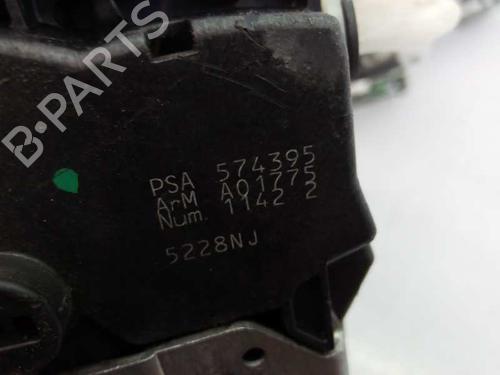 B-PARTS
PSA 574395
ArM A01775
Num. 1142 2
5228NJ